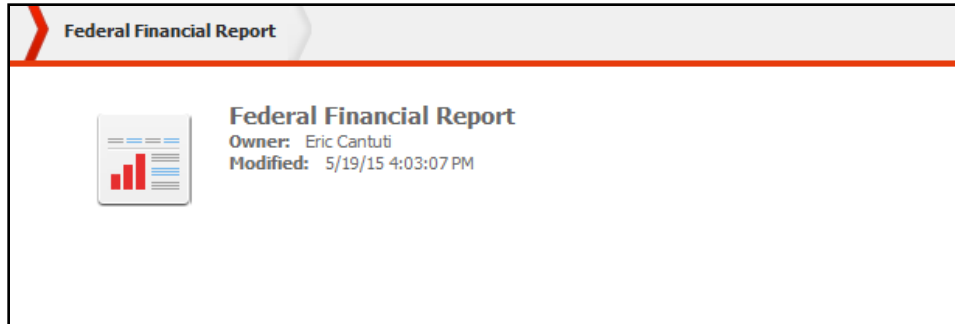 Federal Financial Report
Federal Financial Report
Owner: Eric Cantuti
Modified: 5/19/15 4:03:07 PM